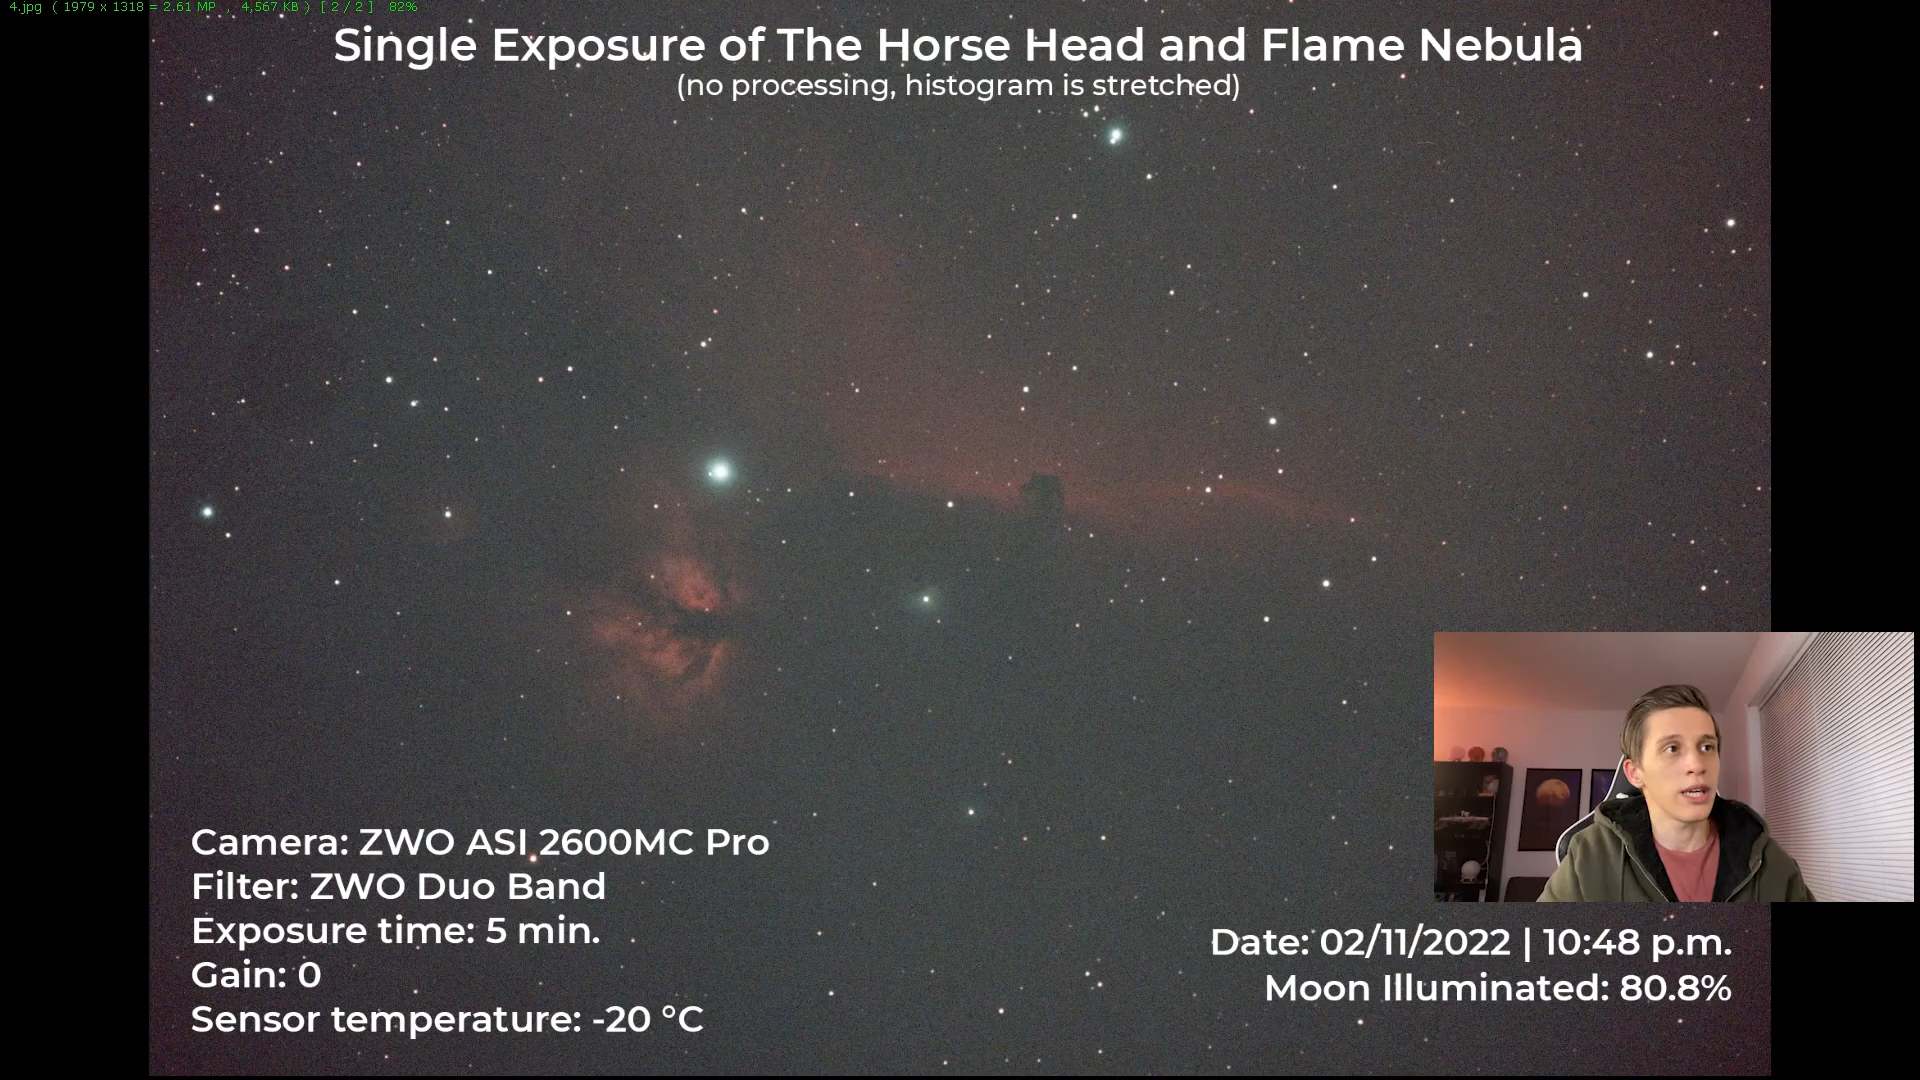 4.jpg ( 1979 x 1318 = 2.61 MP , 4,567 KB ) [ 2 / 2 ] 82%
Single Exposure of The Horse Head and Flame Nebula
(no processing, histogram is stretched)
Camera: ZWO ASI 2600MC Pro
Filter: ZWO Duo Band
Exposure time: 5 min.
Gain: 0
Sensor temperature: -20 °C
Date: 02/11/2022 | 10:48 p.m.
Moon Illuminated: 80.8%